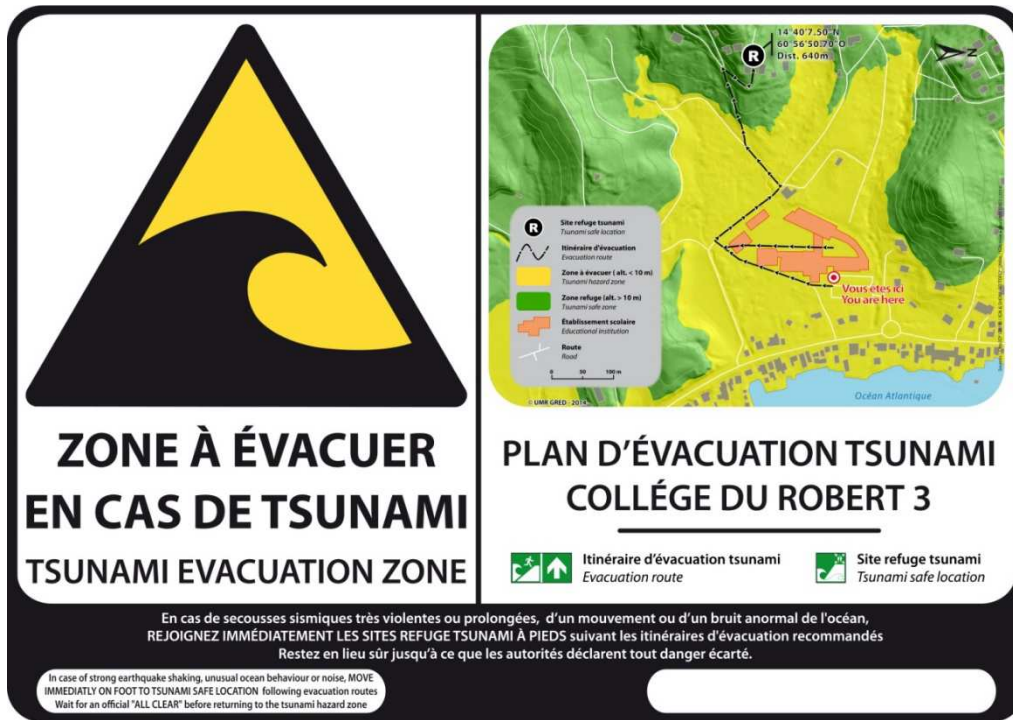 ZONE À ÉVACUER
EN CAS DE TSUNAMI
TSUNAMI EVACUATION ZONE
R
14°40'7.50"N
60°56'50.70"O
Dist. 640m
N
R
Site refuge tsunami
Tsunami safe location
Itinéraire d'évacuation
Evacuation route
Zone à évacuer ( alt. < 10 m)
Tsunami hazard zone
Zone refuge (alt. > 10 m)
Tsunami safe zone
Établissement scolaire
Educational institution
Route
Road
0 50 100 m
© UMR GRED - 2014
Vous êtes ici
You are here
Océan Atlantique
PLAN D'ÉVACUATION TSUNAMI
COLLÉGE DU ROBERT 3
Itinéraire d'évacuation tsunami
Evacuation route
Site refuge tsunami
Tsunami safe location
En cas de secousses sismiques très violentes ou prolongées, d'un mouvement ou d'un bruit anormal de l'océan,
REJOIGNEZ IMMÉDIATEMENT LES SITES REFUGE TSUNAMI À PIEDS suivant les itinéraires d'évacuation recommandés
Restez en lieu sûr jusqu'à ce que les autorités déclarent tout danger écarté.
In case of strong earthquake shaking, unusual ocean behaviour or noise, MOVE
IMMEDIATLY ON FOOT TO TSUNAMI SAFE LOCATION following evacuation routes
Wait for an official "ALL CLEAR" before returning to the tsunami hazard zone